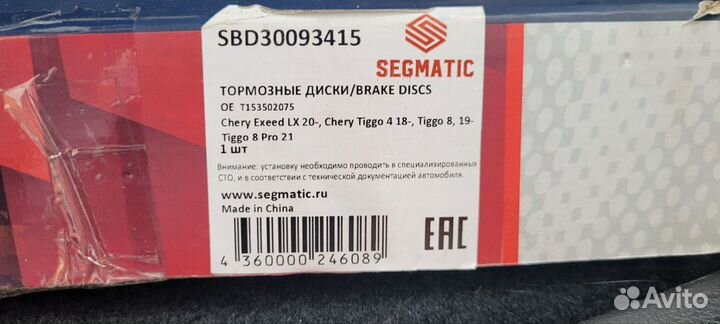 SBD30093415
SEGMATIC
ТОРМОЗНЫЕ ДИСКИ/BRAKE DISCS
OE T153502075
Chery Exeed LX 20-, Chery Tiggo 4 18-, Tiggo 8, 19-
Tiggo 8 Pro 21
1 шт
Внимание: установку необходимо проводить в специализированных
СТО, и в соответствии с технической документацией автомобиля.
www.segmatic.ru
Made in China
EAC
4 360000 246089
Avito